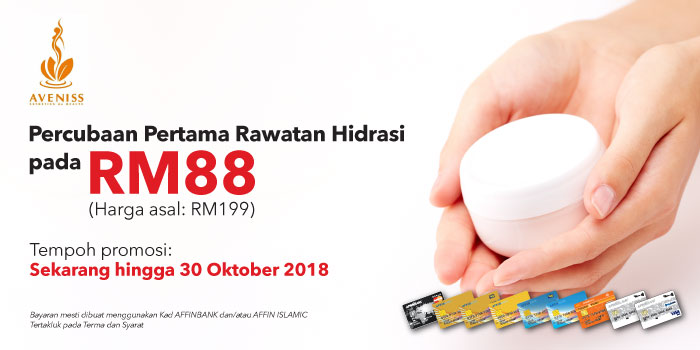 AVENISS
Percubaan Pertama Rawatan Hidrasi
pada RM88
(Harga asal: RM199)
Tempoh promosi:
Sekarang hingga 30 Oktober 2018
Bayaran mesti dibuat menggunakan Kad AFFINBANK dan/atau AFFIN ISLAMIC
Tertakluk pada Terma dan Syarat